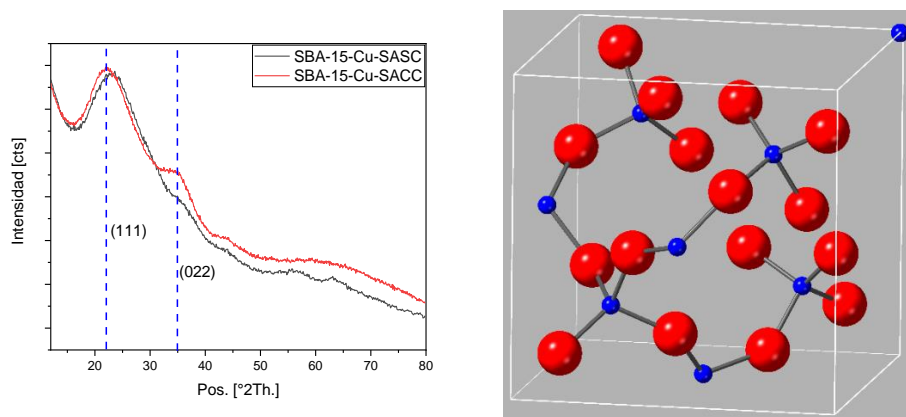 SBA-15-Cu-SASC
SBA-15-Cu-SACC
Intensidad [cts]
(111)
(022)
20 30 40 50 60 70 80
Pos. [°2Th.]